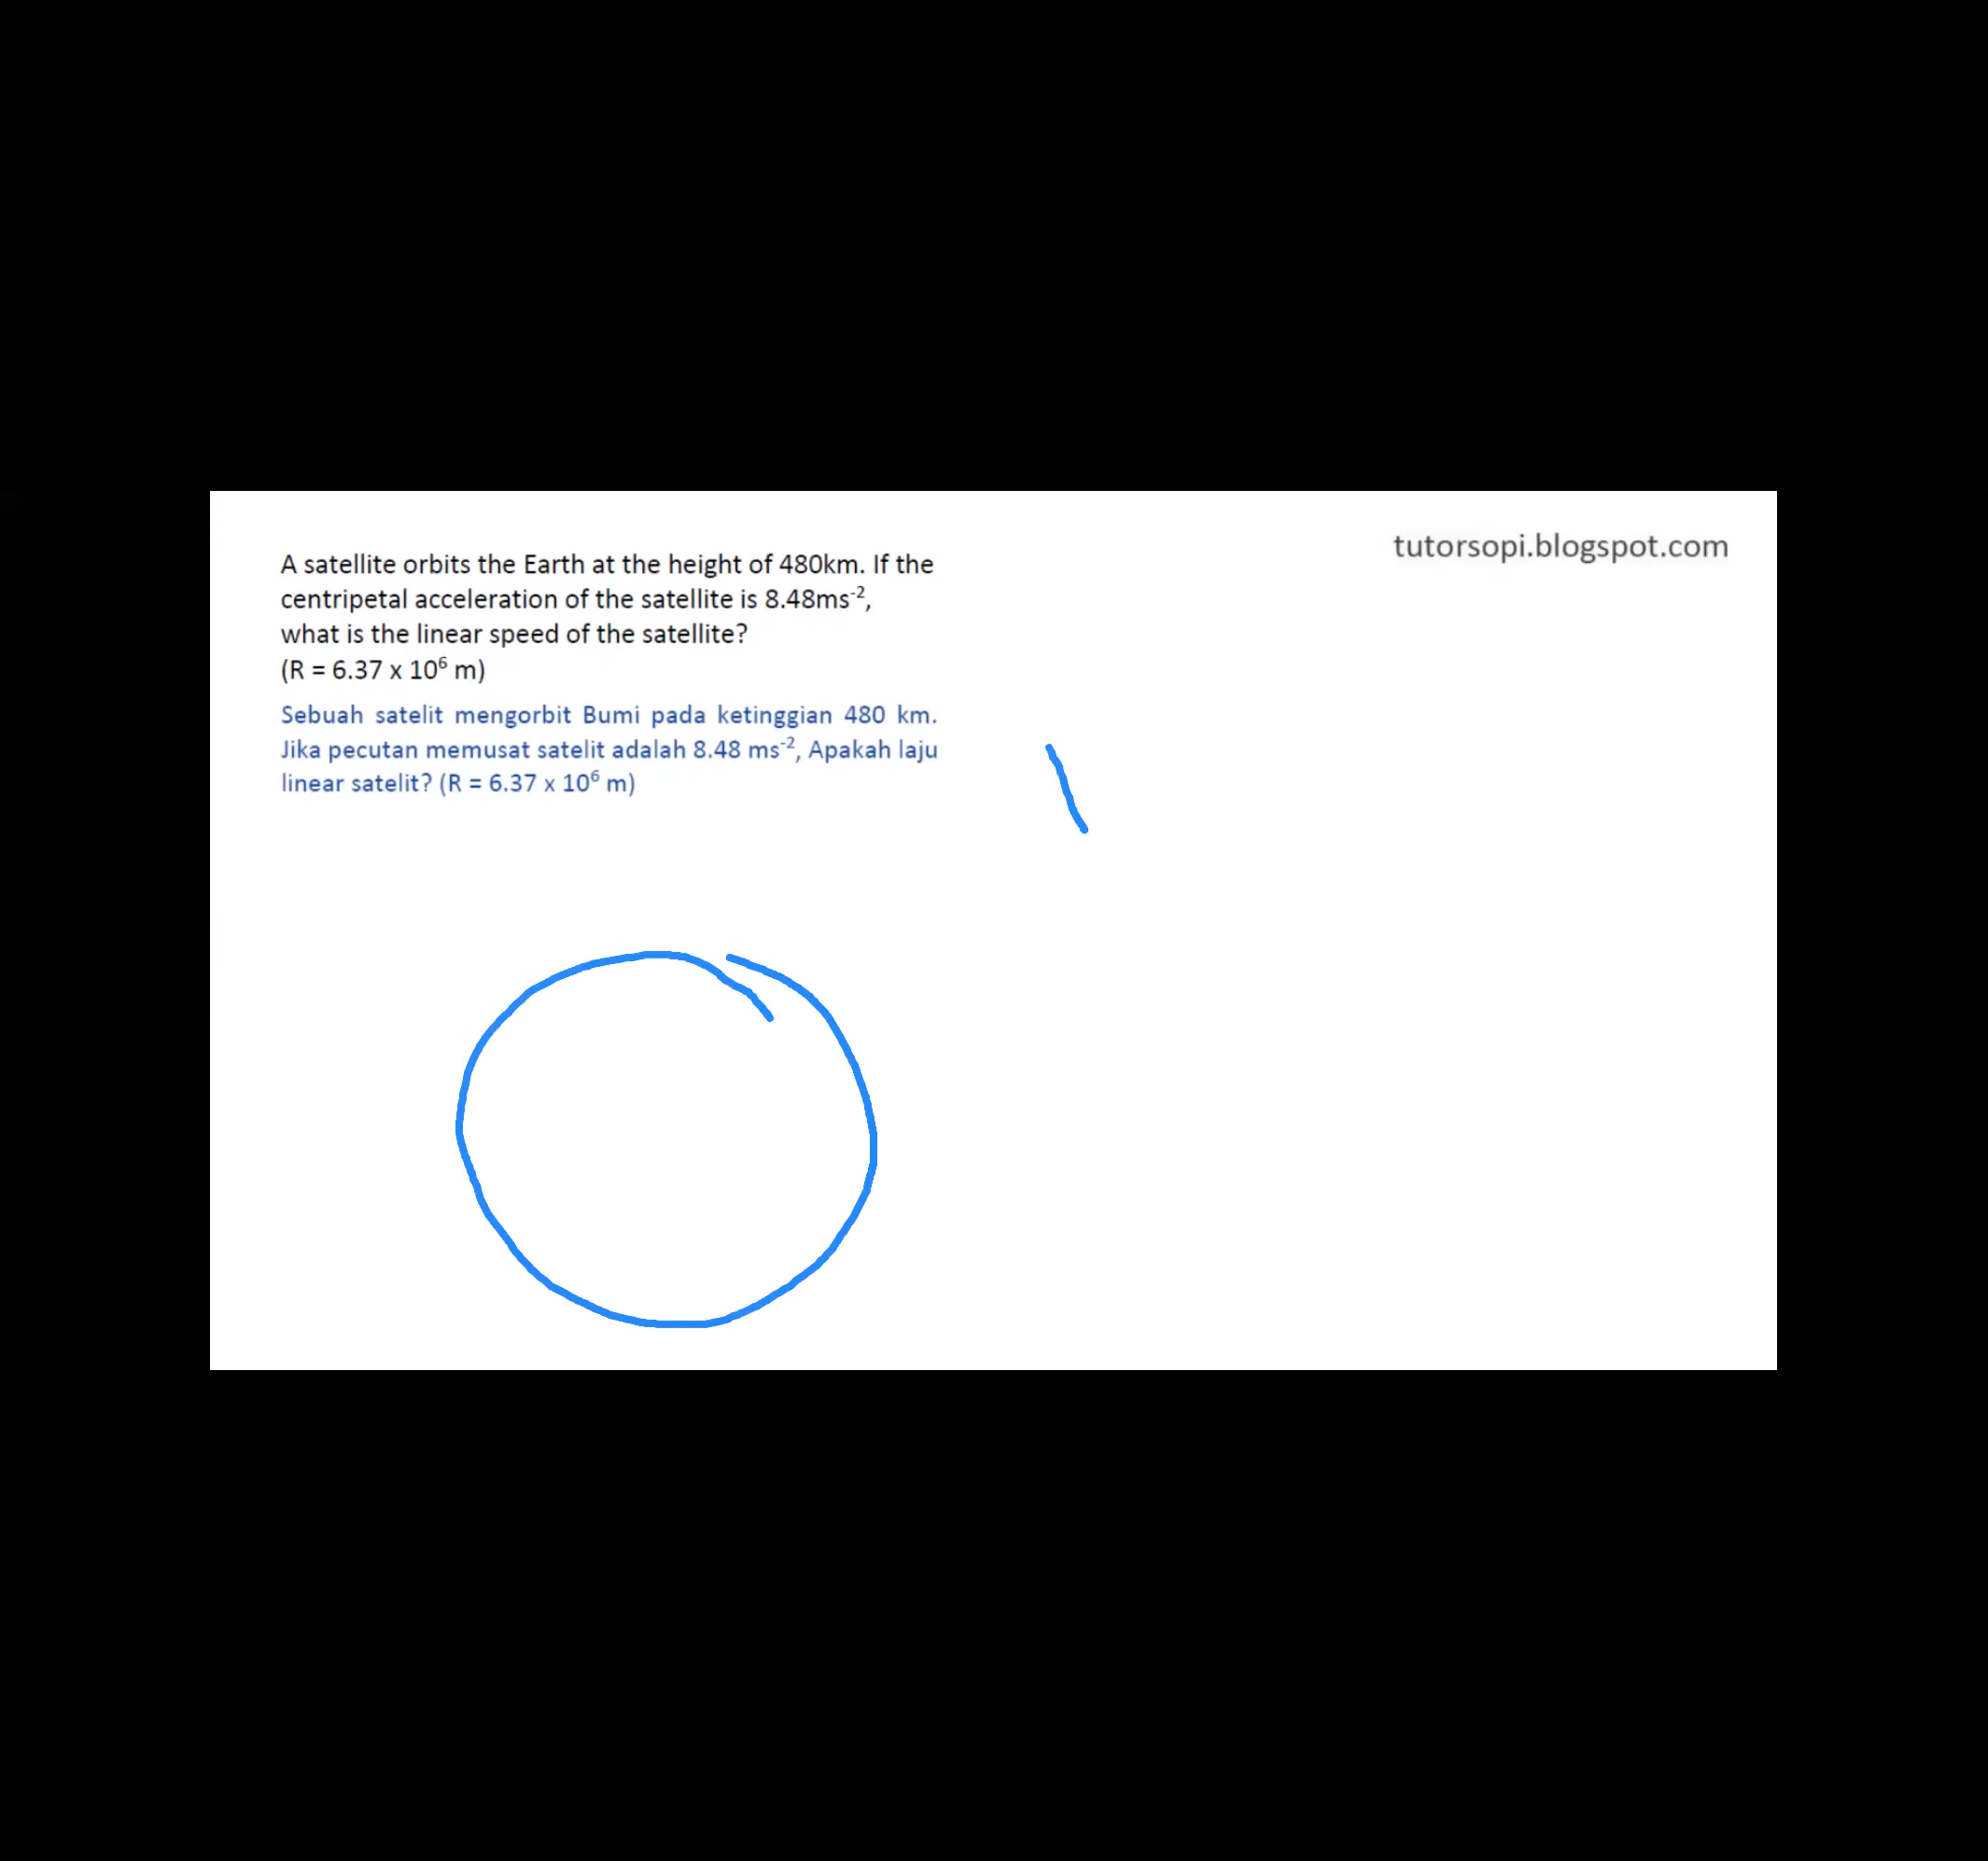 tutorsopi.blogspot.com
A satellite orbits the Earth at the height of 480km. If the
centripetal acceleration of the satellite is 8.48ms⁻²,
what is the linear speed of the satellite?
(R = 6.37 x 10⁶ m)
Sebuah satelit mengorbit Bumi pada ketinggian 480 km.
Jika pecutan memusat satelit adalah 8.48 ms⁻², Apakah laju
linear satelit? (R = 6.37 x 10⁶ m)